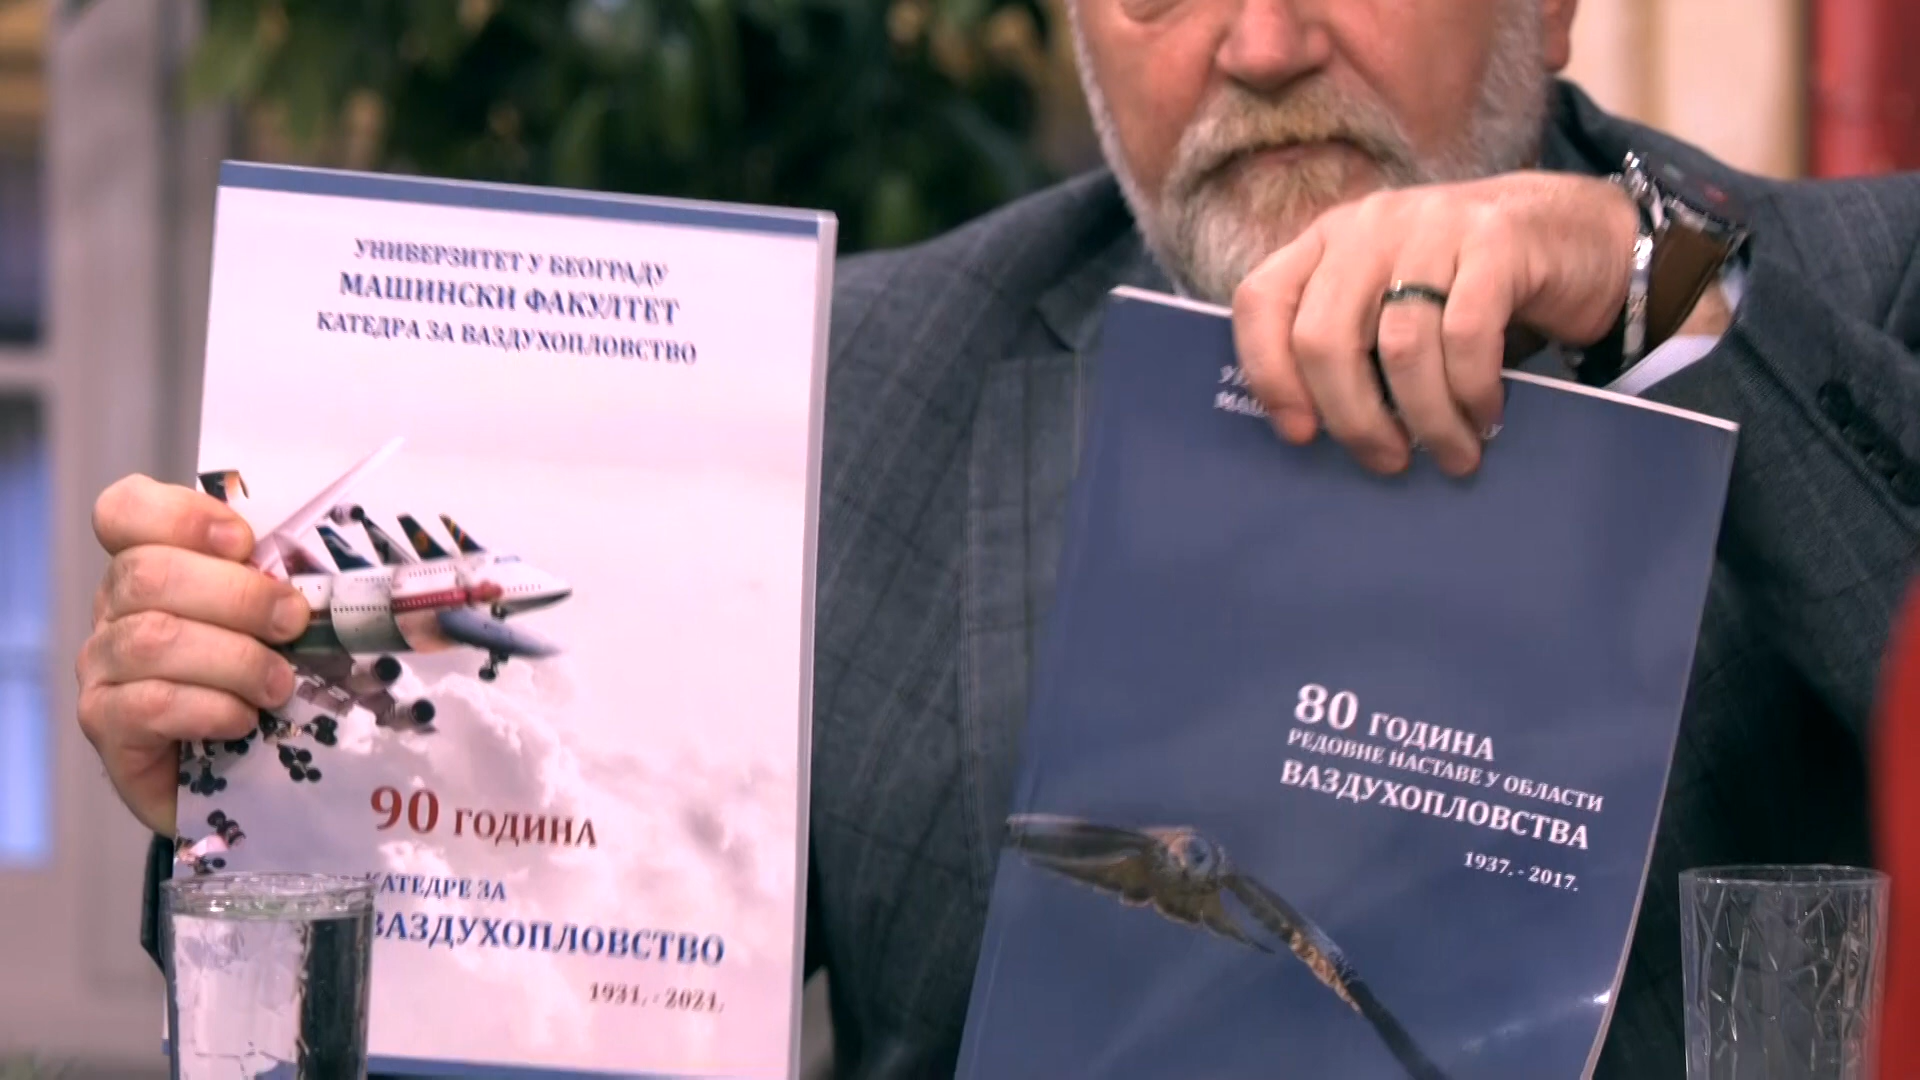 УНИВЕРЗИТЕТ У БЕОГРАДУ
МАШИНСКИ ФАКУЛТЕТ
КАТЕДРА ЗА ВАЗДУХОПЛОВСТВО
90 ГОДИНА
КАТЕДРЕ ЗА
ВАЗДУХОПЛОВСТВО
1931. - 2021.
80 ГОДИНА
РЕДОВНЕ НАСТАВЕ У ОБЛАСТИ
ВАЗДУХОПЛОВСТВА
1937. - 2017.